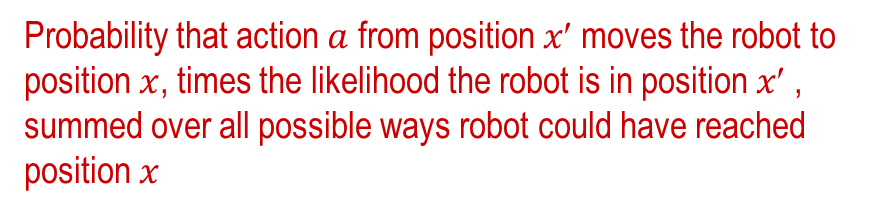 Probability that action 𝑎 from position 𝑥′ moves the robot to
position 𝑥, times the likelihood the robot is in position 𝑥′ ,
summed over all possible ways robot could have reached
position 𝑥